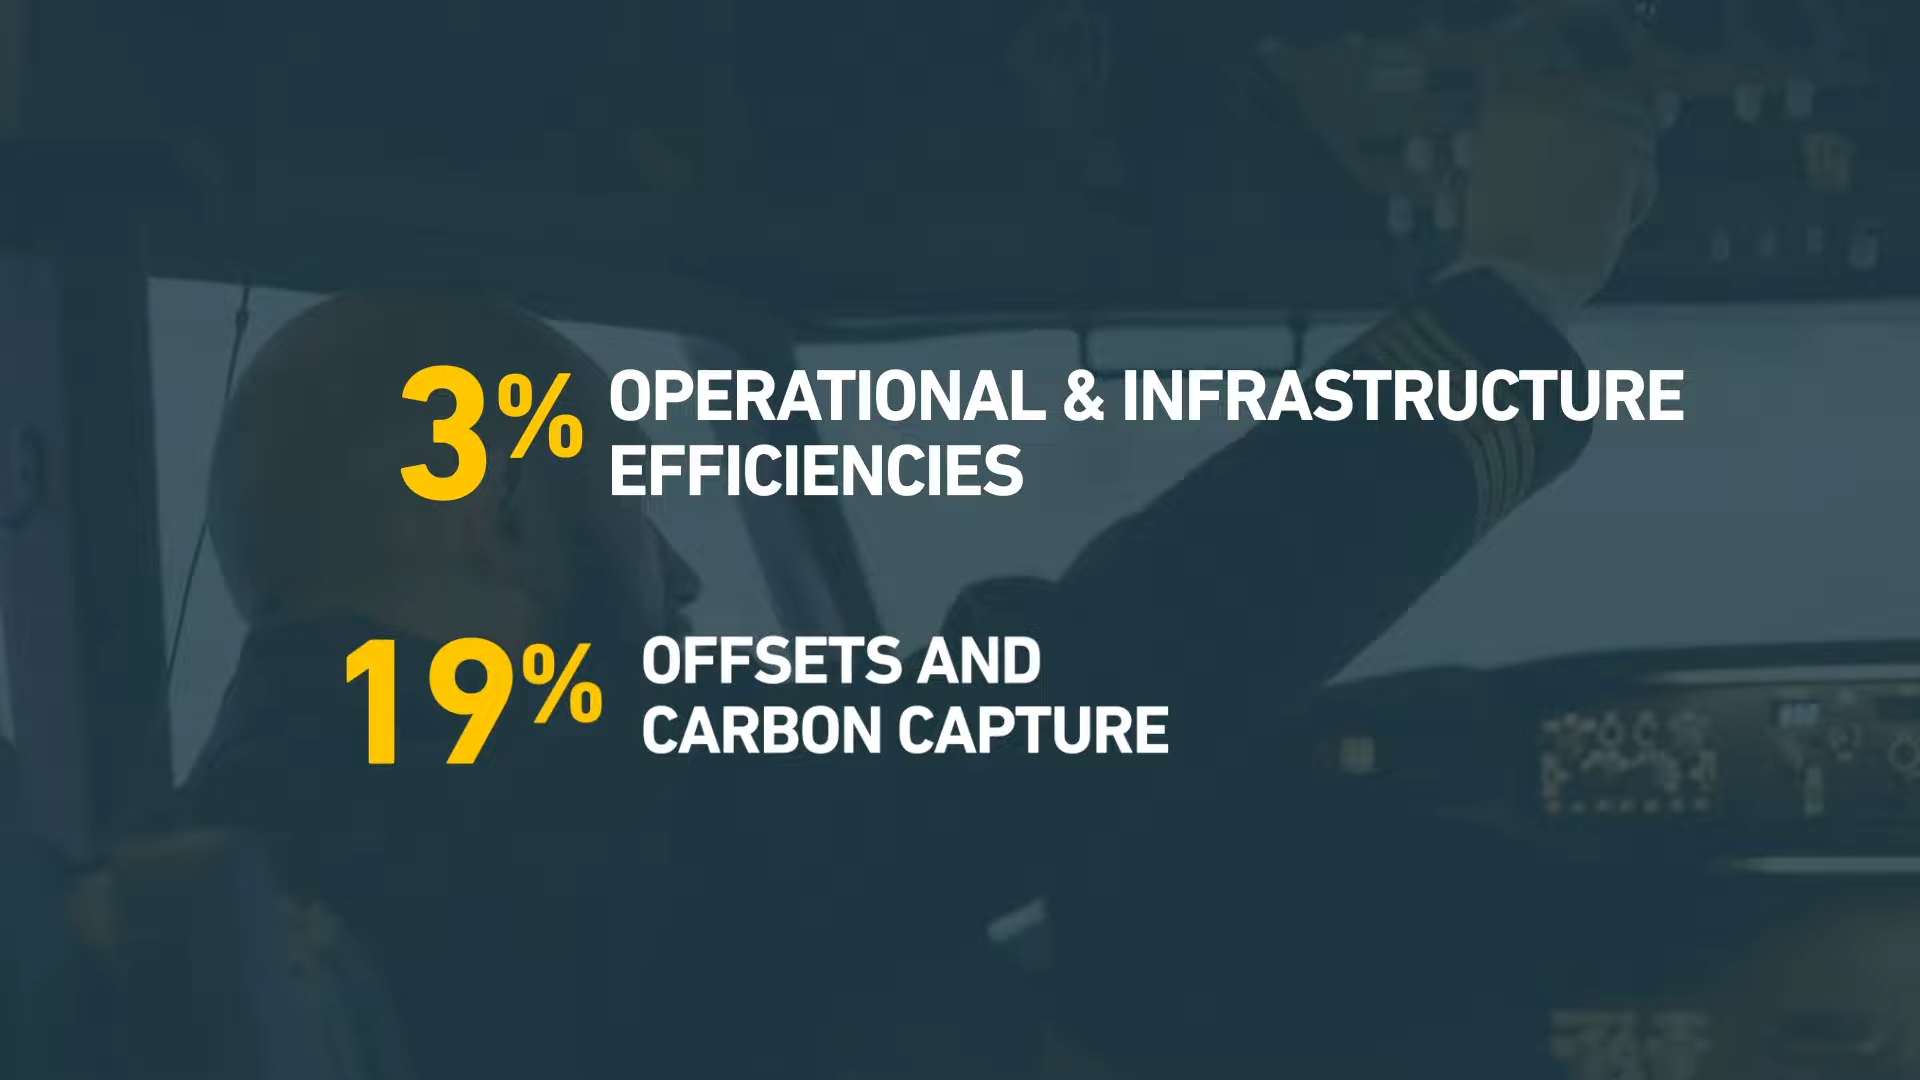 3% OPERATIONAL & INFRASTRUCTURE
EFFICIENCIES
19% OFFSETS AND
CARBON CAPTURE